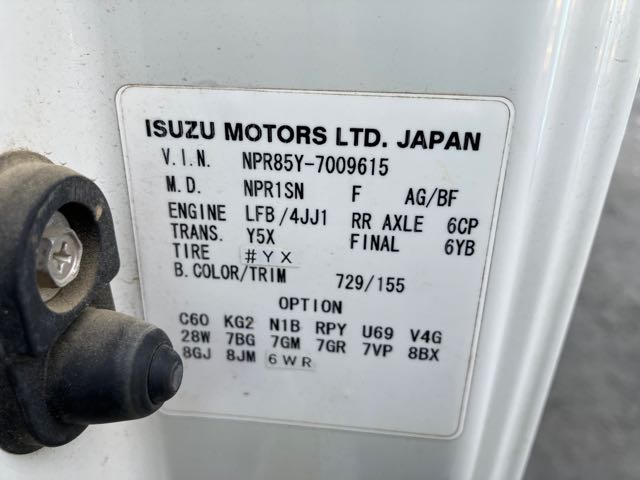 ISUZU MOTORS LTD. JAPAN
V.I.N. NPR85Y-7009615
M.D. NPR1SN F AG/BF
ENGINE LFB/4JJ1 RR AXLE 6CP
TRANS. Y5X FINAL 6YB
TIRE #YX
B.COLOR/TRIM 729/155
OPTION
C60 KG2 N1B RPY U69 V4G
28W 7BG 7GM 7GR 7VP 8BX
8GJ 8JM 6WR